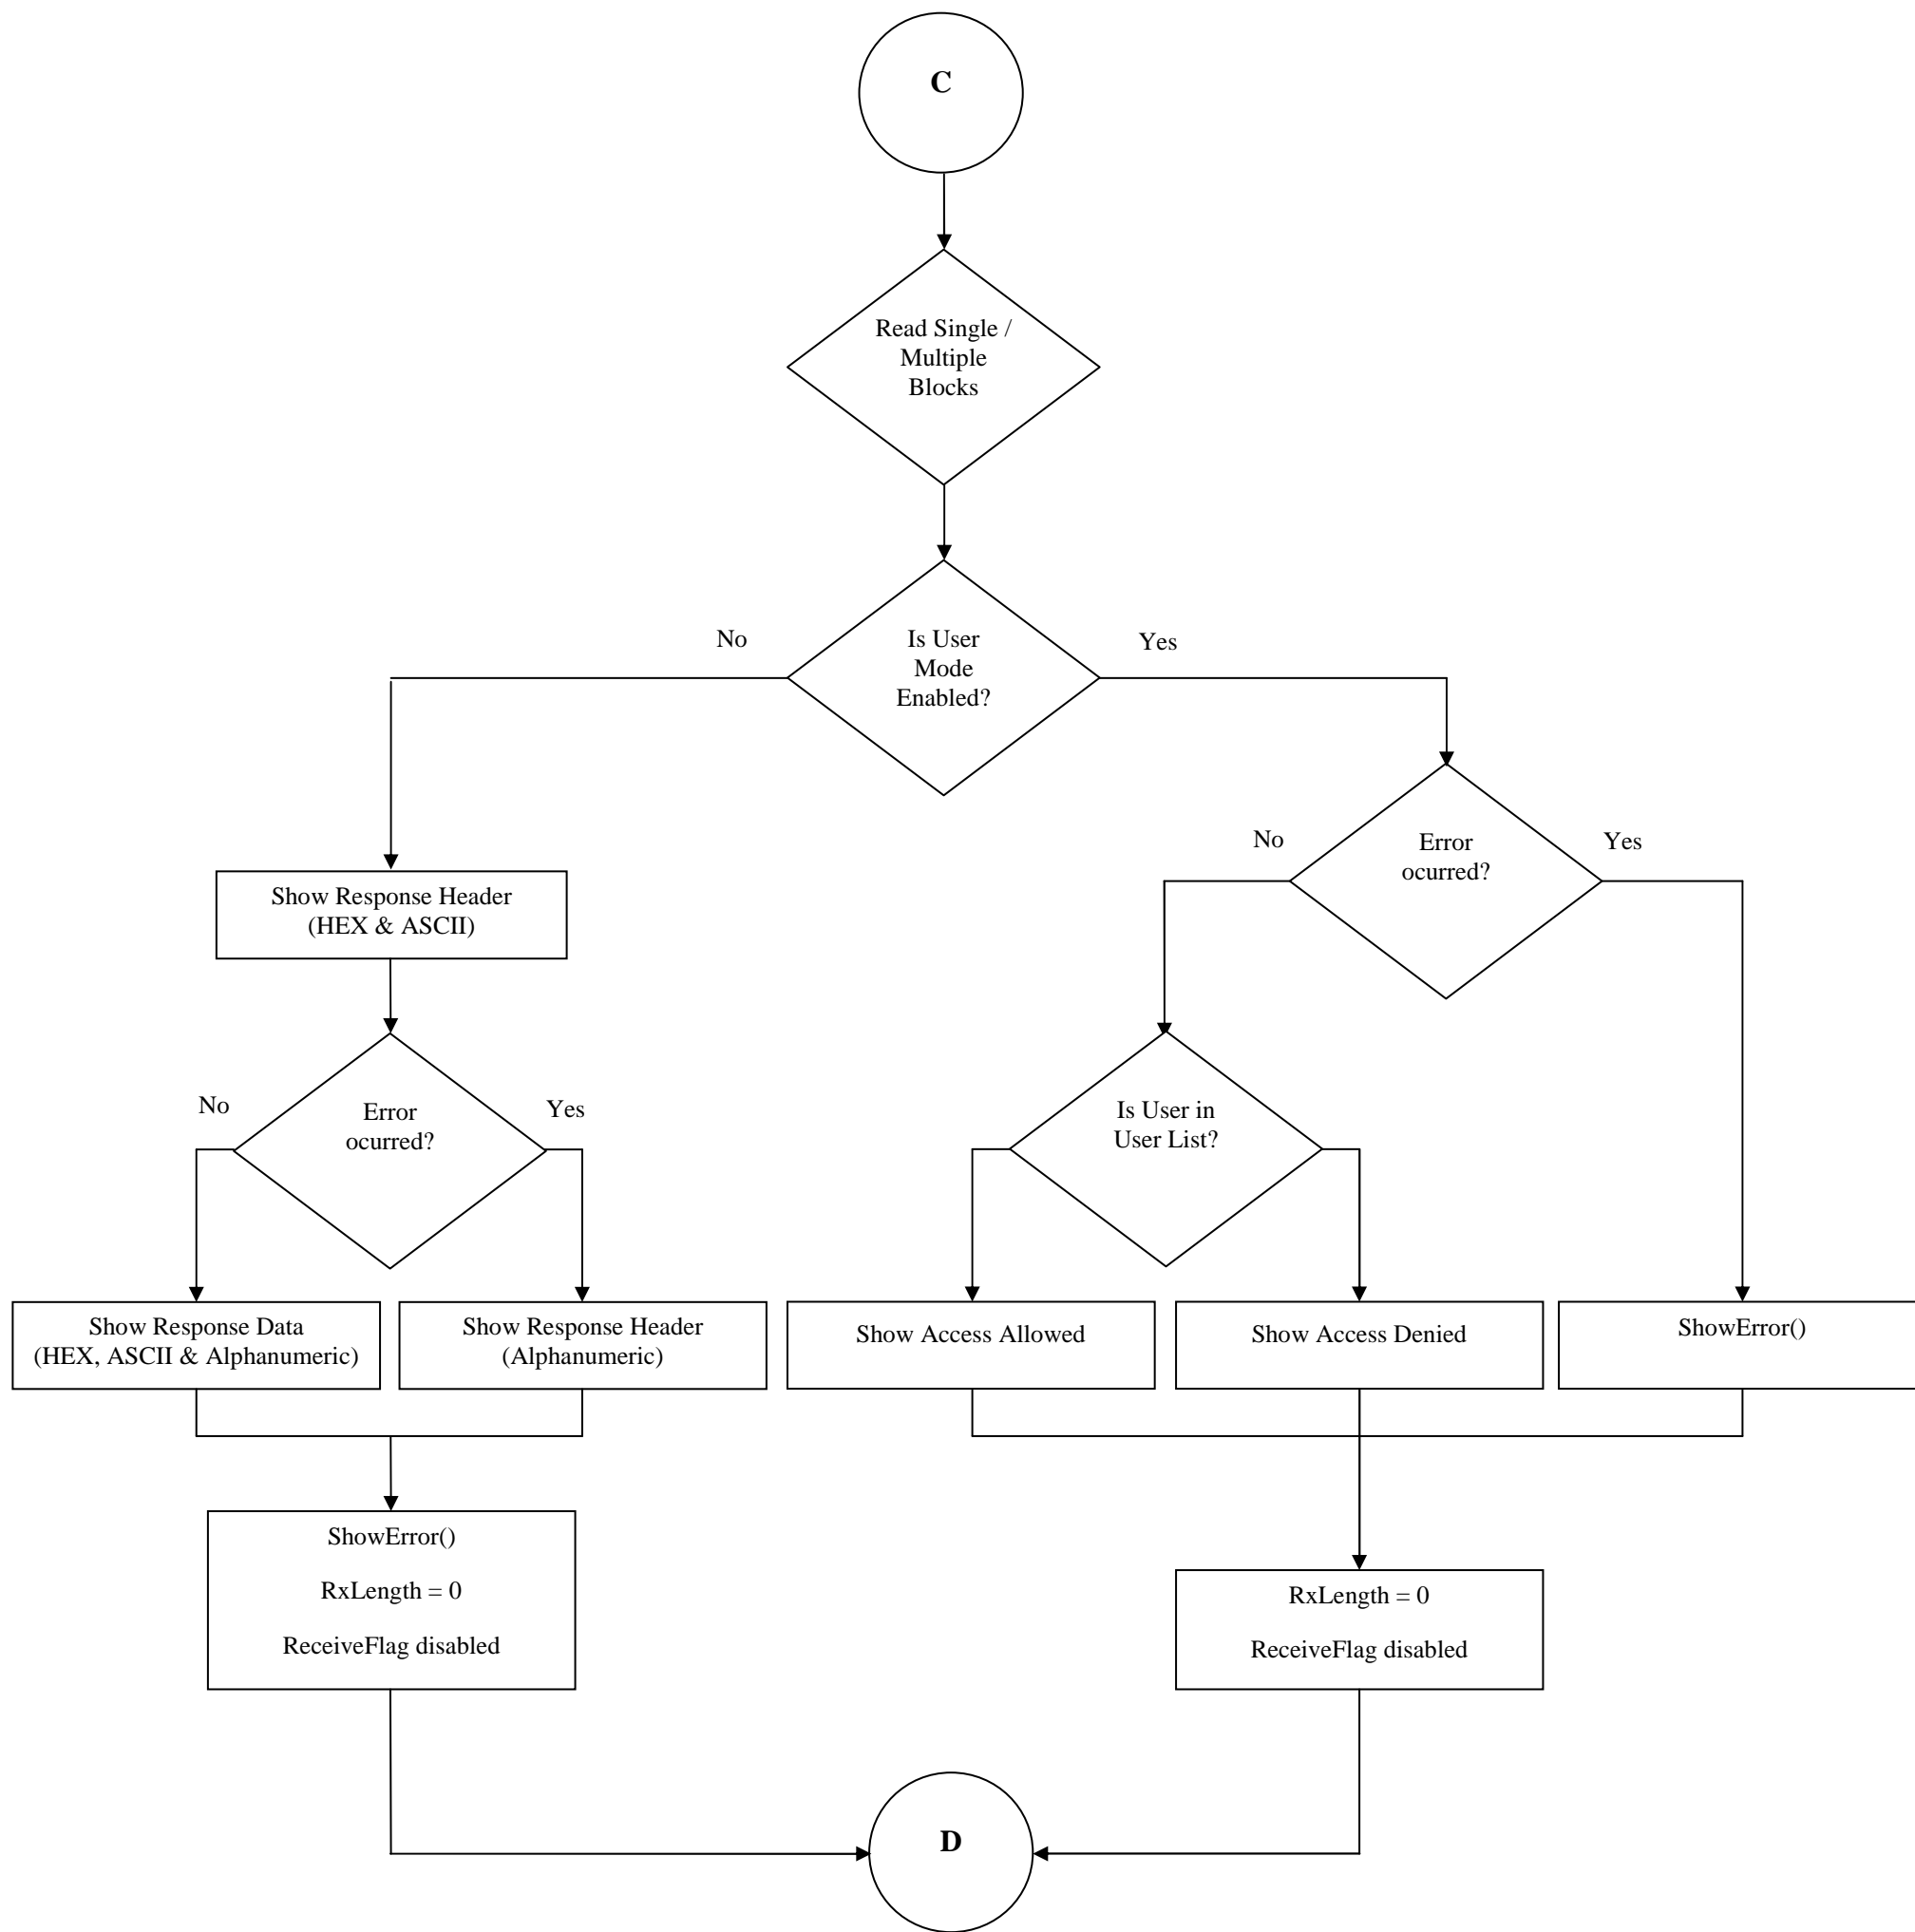 C
Read Single /
Multiple
Blocks
No
Is User
Mode
Enabled?
Yes
No
Error
ocurred?
Yes
Show Response Header
(HEX & ASCII)
No
Error
ocurred?
Yes
Is User in
User List?
Show Response Data
(HEX, ASCII & Alphanumeric)
Show Response Header
(Alphanumeric)
Show Access Allowed
Show Access Denied
ShowError()
ShowError()
RxLength = 0
ReceiveFlag disabled
RxLength = 0
ReceiveFlag disabled
D